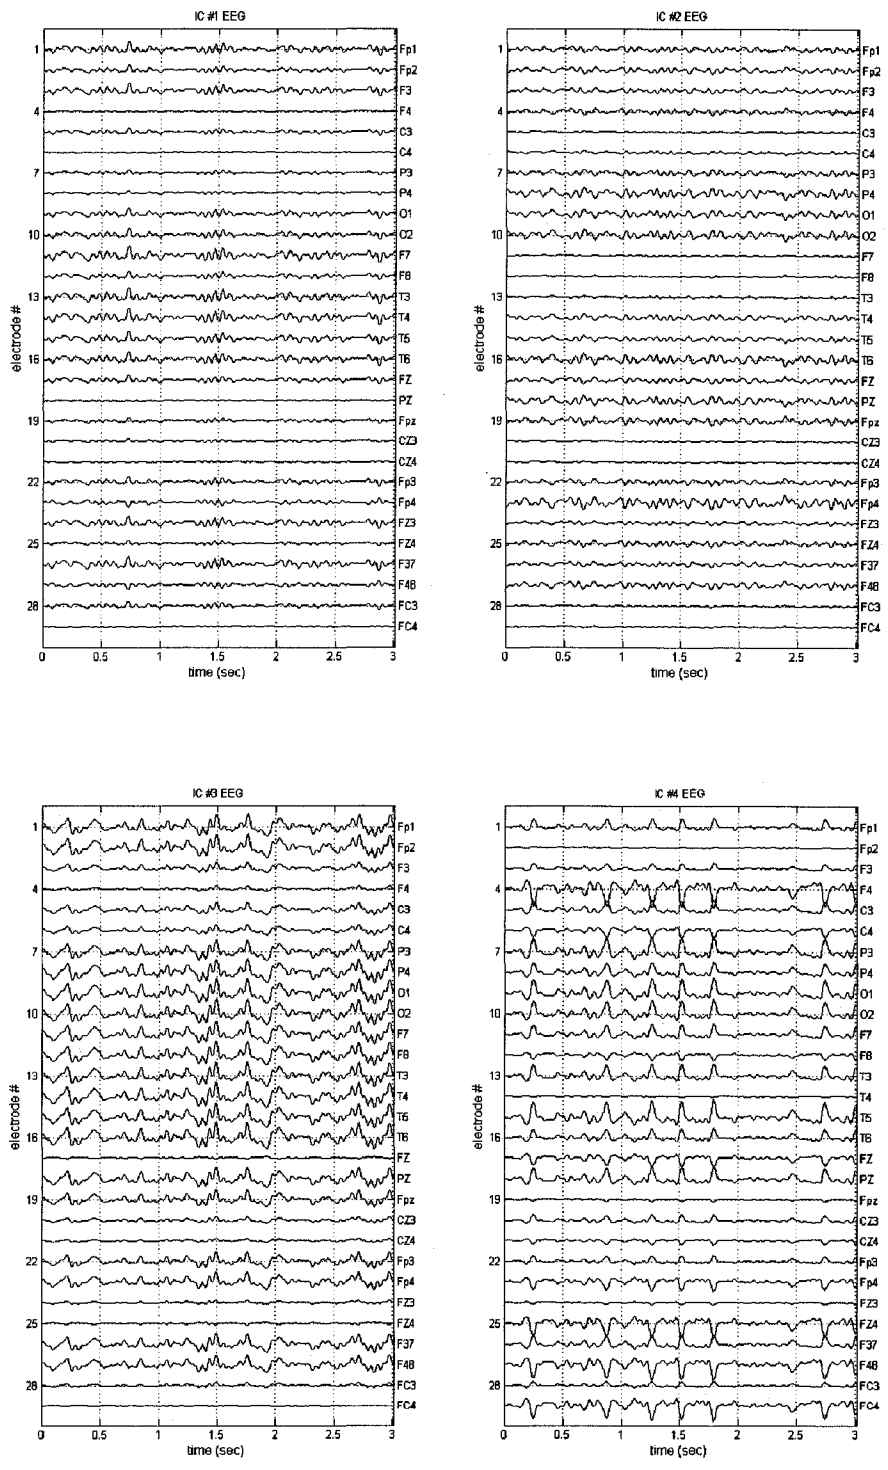 IC #1 EEG
electrode #
1
4
7
10
13
16
19
22
25
28
Fp1
Fp2
F3
F4
C3
C4
P3
P4
O1
O2
F7
F8
T3
T4
T5
T6
FZ
PZ
Fpz
CZ3
CZ4
Fp3
Fp4
FZ3
FZ4
F37
F48
FC3
FC4
0 0.5 1 1.5 2 2.5 3
time (sec)
IC #2 EEG
electrode #
1
4
7
10
13
16
19
22
25
28
Fp1
Fp2
F3
F4
C3
C4
P3
P4
O1
O2
F7
F8
T3
T4
T5
T6
FZ
PZ
Fpz
CZ3
CZ4
Fp3
Fp4
FZ3
FZ4
F37
F48
FC3
FC4
0 0.5 1 1.5 2 2.5 3
time (sec)
IC #3 EEG
electrode #
1
4
7
10
13
16
19
22
25
28
Fp1
Fp2
F3
F4
C3
C4
P3
P4
O1
O2
F7
F8
T3
T4
T5
T6
FZ
PZ
Fpz
CZ3
CZ4
Fp3
Fp4
FZ3
FZ4
F37
F48
FC3
FC4
0 0.5 1 1.5 2 2.5 3
time (sec)
IC #4 EEG
electrode #
1
4
7
10
13
16
19
22
25
28
Fp1
Fp2
F3
F4
C3
C4
P3
P4
O1
O2
F7
F8
T3
T4
T5
T6
FZ
PZ
Fpz
CZ3
CZ4
Fp3
Fp4
FZ3
FZ4
F37
F48
FC3
FC4
0 0.5 1 1.5 2 2.5 3
time (sec)